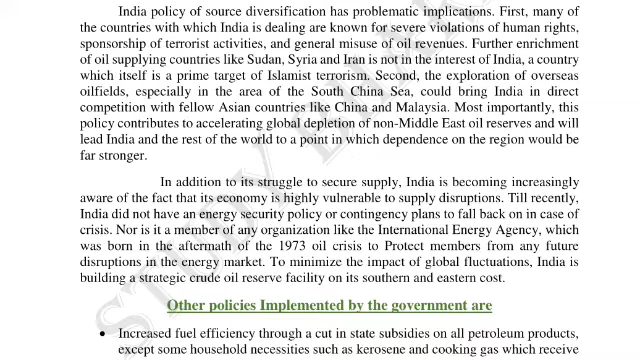 India policy of source diversification has problematic implications. First, many of
the countries with which India is dealing are known for severe violations of human rights,
sponsorship of terrorist activities, and general misuse of oil revenues. Further enrichment
of oil supplying countries like Sudan, Syria and Iran is not in the interest of India, a country
which itself is a prime target of Islamist terrorism. Second, the exploration of overseas
oilfields, especially in the area of the South China Sea, could bring India in direct
competition with fellow Asian countries like China and Malaysia. Most importantly, this
policy contributes to accelerating global depletion of non-Middle East oil reserves and will
lead India and the rest of the world to a point in which dependence on the region would be
far stronger.
In addition to its struggle to secure supply, India is becoming increasingly
aware of the fact that its economy is highly vulnerable to supply disruptions. Till recently,
India did not have an energy security policy or contingency plans to fall back on in case of
crisis. Nor is it a member of any organization like the International Energy Agency, which
was born in the aftermath of the 1973 oil crisis to Protect members from any future
disruptions in the energy market. To minimize the impact of global fluctuations, India is
building a strategic crude oil reserve facility on its southern and eastern cost.
Other policies Implemented by the government are
• Increased fuel efficiency through a cut in state subsidies on all petroleum products,
except some household necessities such as kerosene and cooking gas which receive